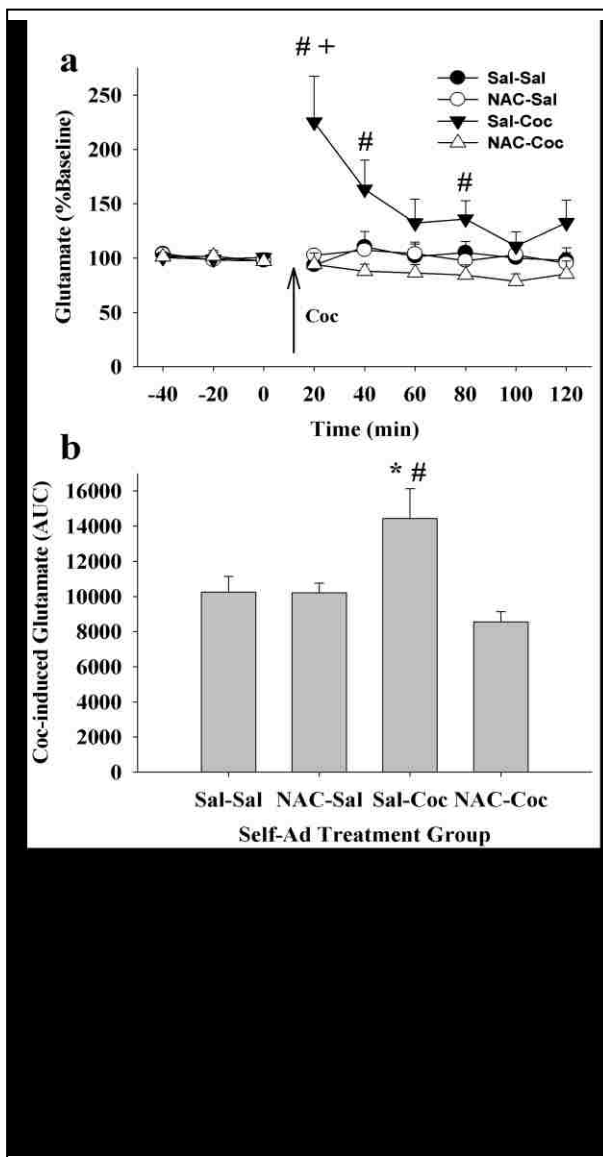 a
# +
#
#
Sal-Sal
NAC-Sal
Sal-Coc
NAC-Coc
Glutamate (%Baseline)
250
200
150
100
50
0
Coc
-40 -20 0 20 40 60 80 100 120
Time (min)
b
* #
Coc-induced Glutamate (AUC)
16000
14000
12000
10000
8000
6000
4000
2000
0
Sal-Sal NAC-Sal Sal-Coc NAC-Coc
Self-Ad Treatment Group